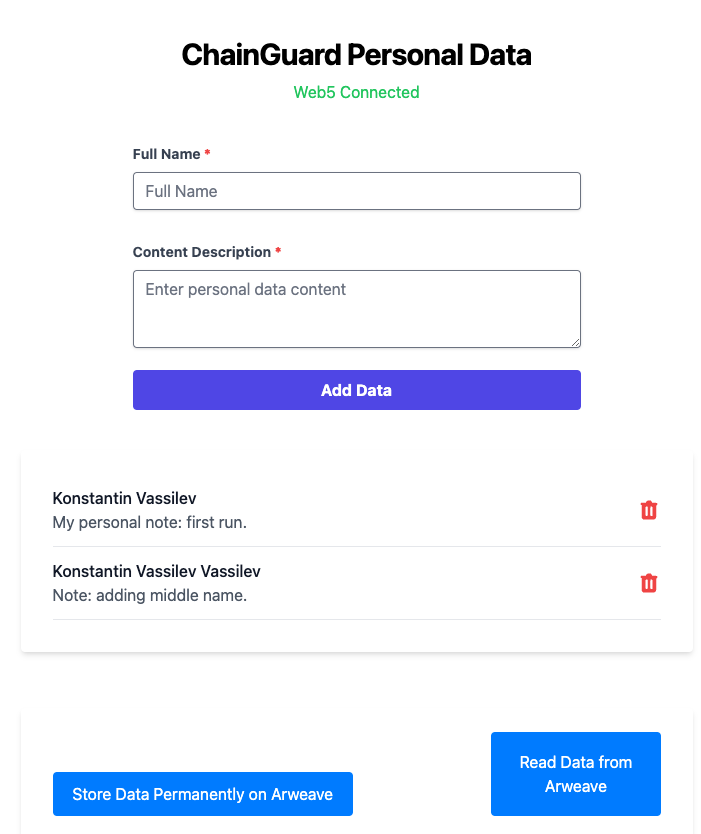 ChainGuard Personal Data
Web5 Connected
Full Name *
Full Name
Content Description *
Enter personal data content
Add Data
Konstantin Vassilev
My personal note: first run.
Konstantin Vassilev Vassilev
Note: adding middle name.
Store Data Permanently on Arweave
Read Data from
Arweave